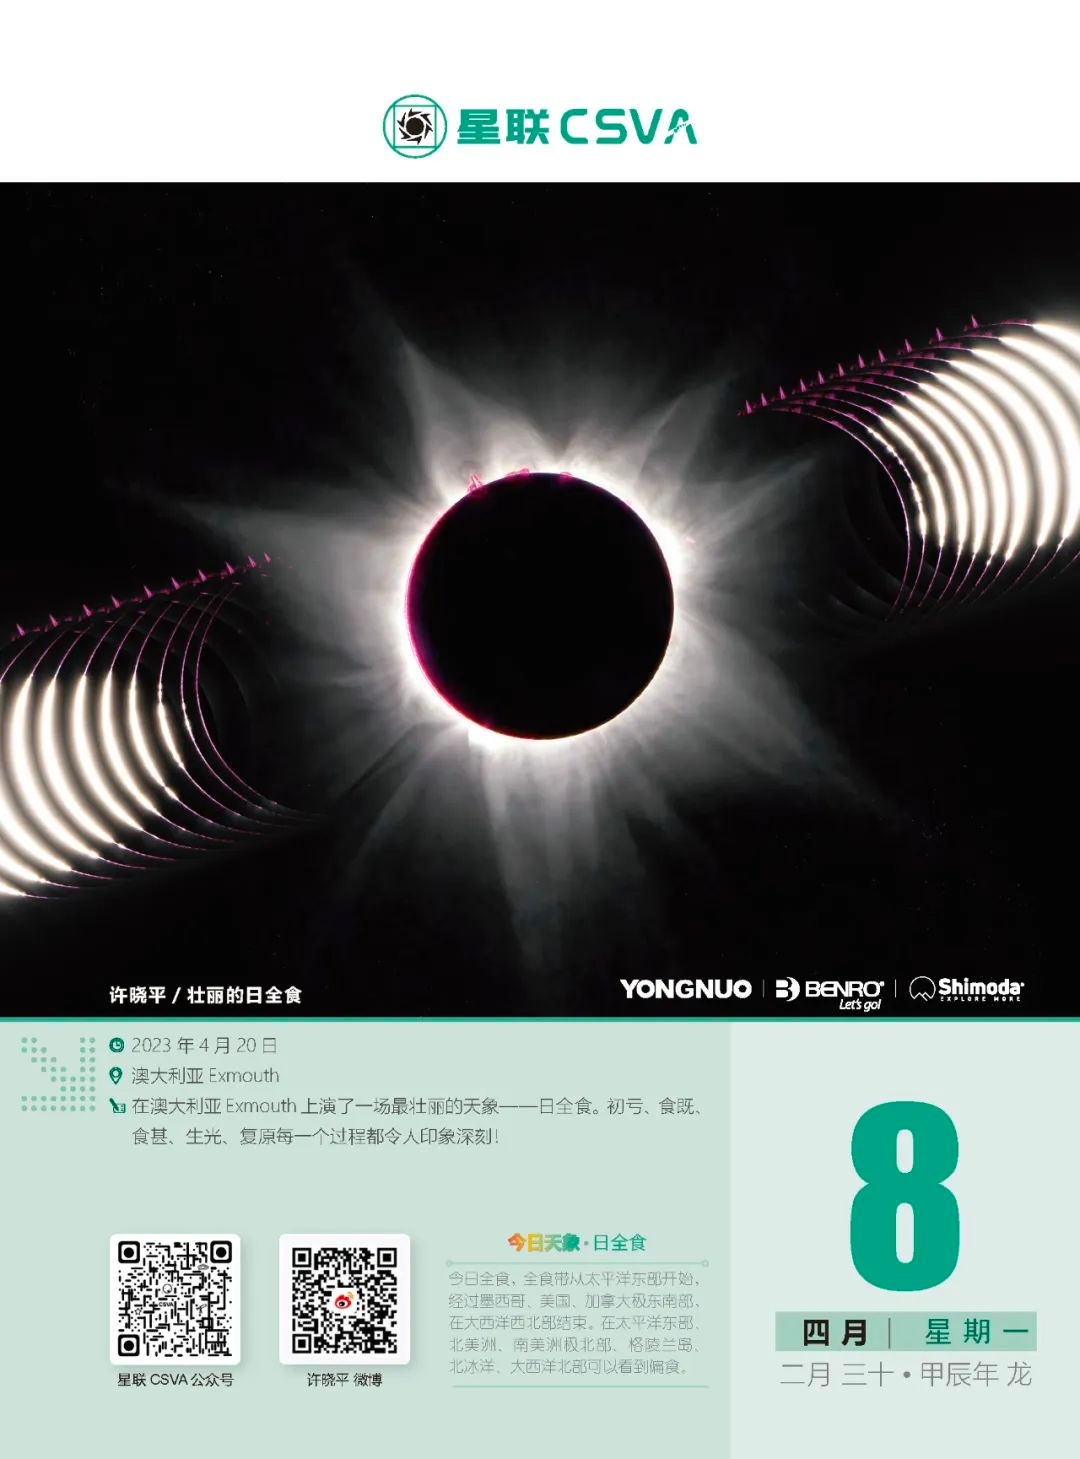 星联CSVA
许晓平 / 壮丽的日全食
YONGNUO | BENRO Let's go! | Shimoda EXPLORE MORE
2023 年 4 月 20 日
澳大利亚 Exmouth
在澳大利亚 Exmouth 上演了一场最壮丽的天象——日全食。初亏、食既、
食甚、生光、复原每一个过程都令人印象深刻！
星联 CSVA 公众号
许晓平 微博
今日天象·日全食
今日全食，全食带从太平洋东部开始，
经过墨西哥、美国、加拿大极东南部，
在大西洋西北部结束。在太平洋东部、
北美洲、南美洲极北部、格陵兰岛、
北冰洋、大西洋北部可以看到偏食。
8
四月 | 星期一
二月 三十·甲辰年 龙